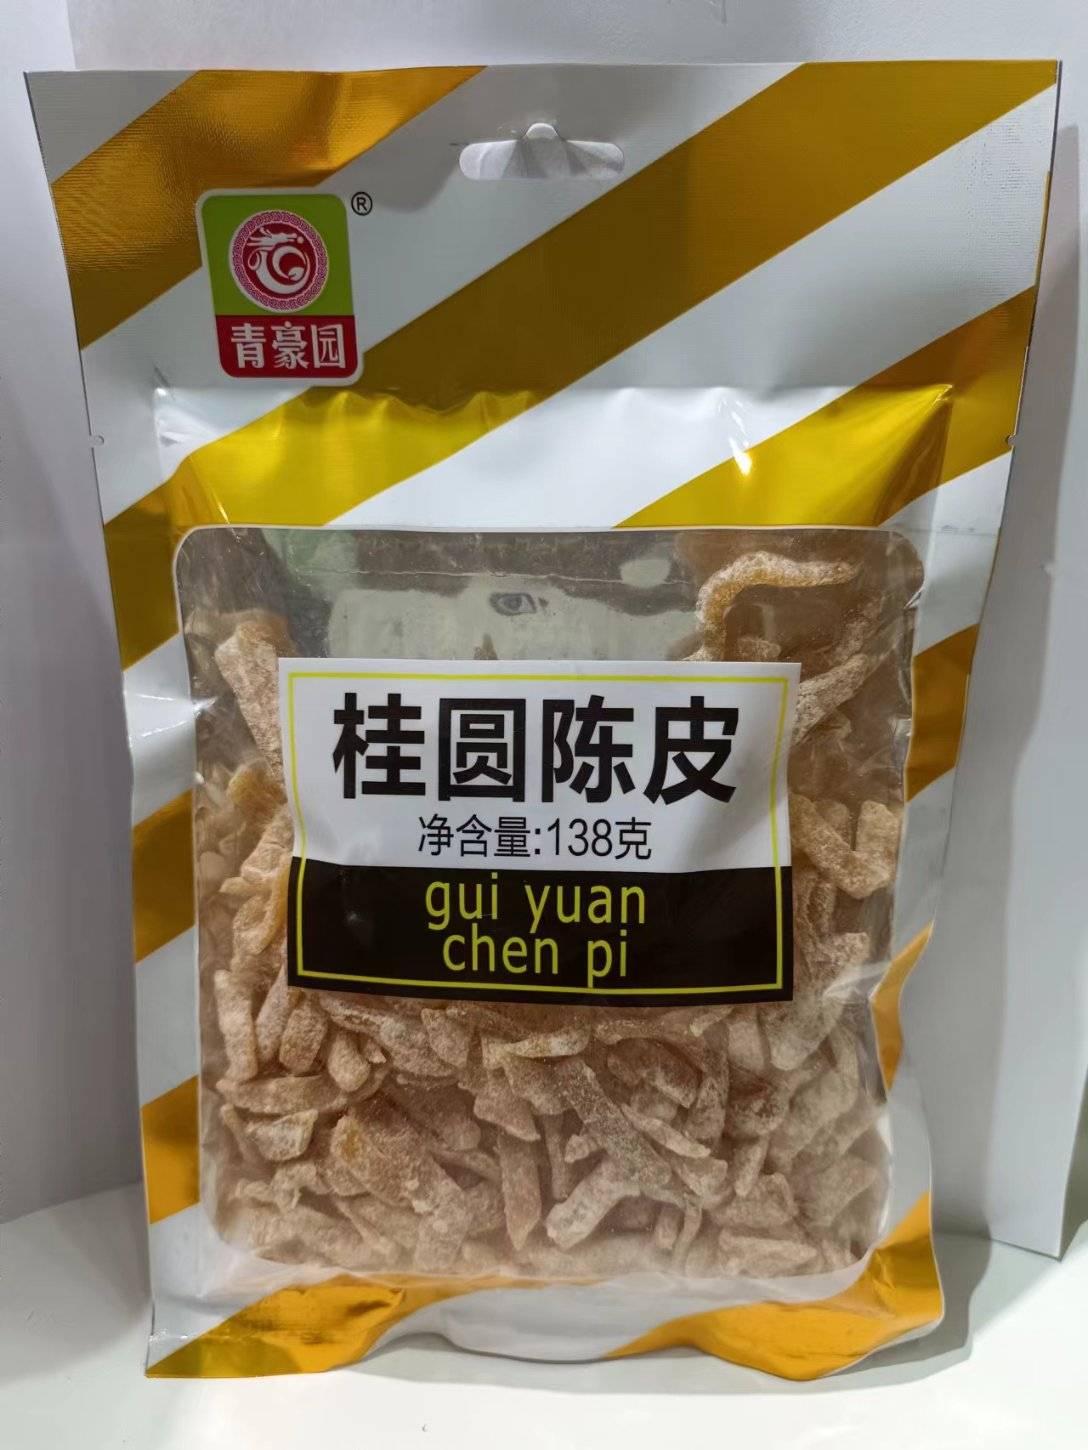 ®
青豪园
桂圆陈皮
净含量:138克
gui yuan
chen pi